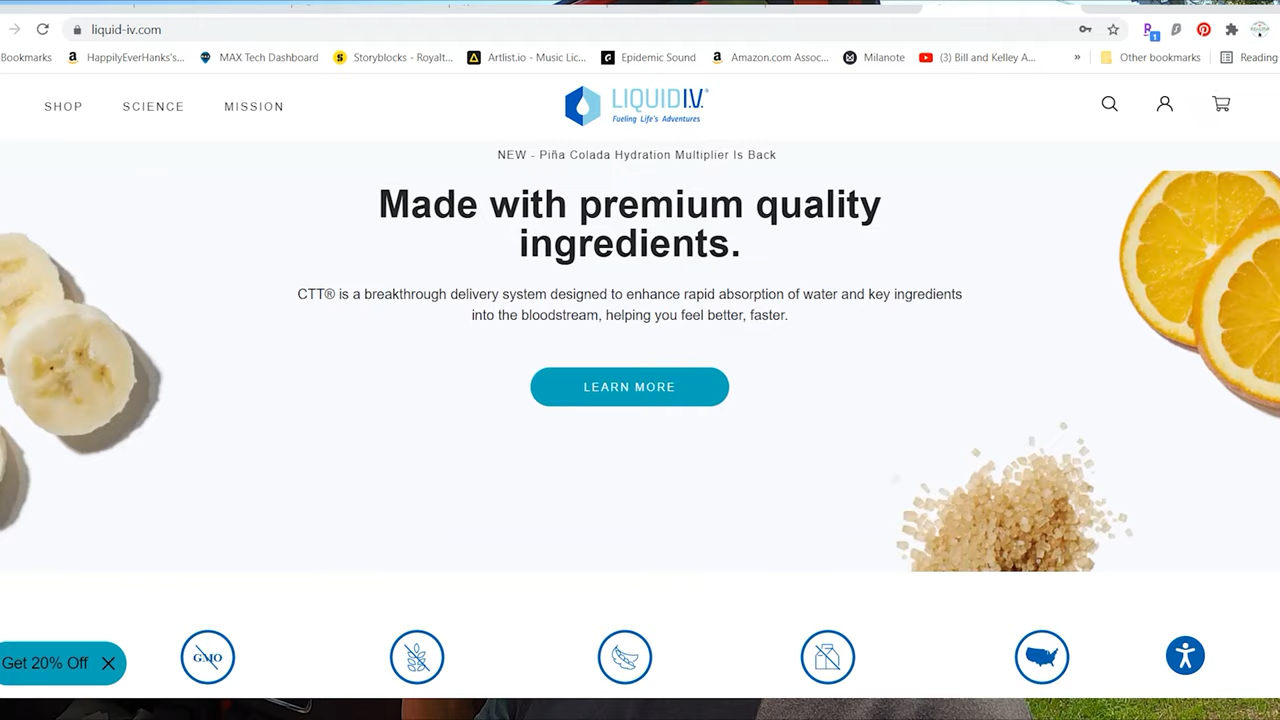 liquid-iv.com
1
Bookmarks
HappilyEverHanks's...
MAX Tech Dashboard
Storyblocks - Royalt...
Artlist.io - Music Lic...
Epidemic Sound
Amazon.com Assoc...
Milanote
(3) Bill and Kelley A...
»
Other bookmarks
Reading
SHOP
SCIENCE
MISSION
LIQUID I.V.®
Fueling Life's Adventures
NEW - Piña Colada Hydration Multiplier Is Back
Made with premium quality
ingredients.
CTT® is a breakthrough delivery system designed to enhance rapid absorption of water and key ingredients
into the bloodstream, helping you feel better, faster.
LEARN MORE
Get 20% Off
GMO